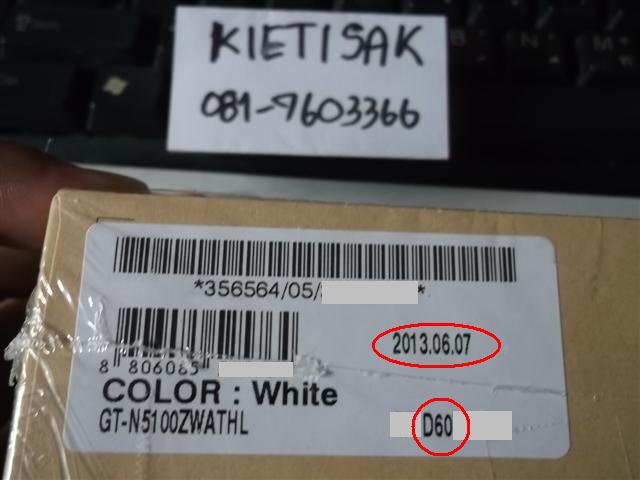 KIETISAK
081-9603366
B N M
*356564/05/ *
2013.06.07
8 806085
COLOR : White
GT-N5100ZWATHL
D60